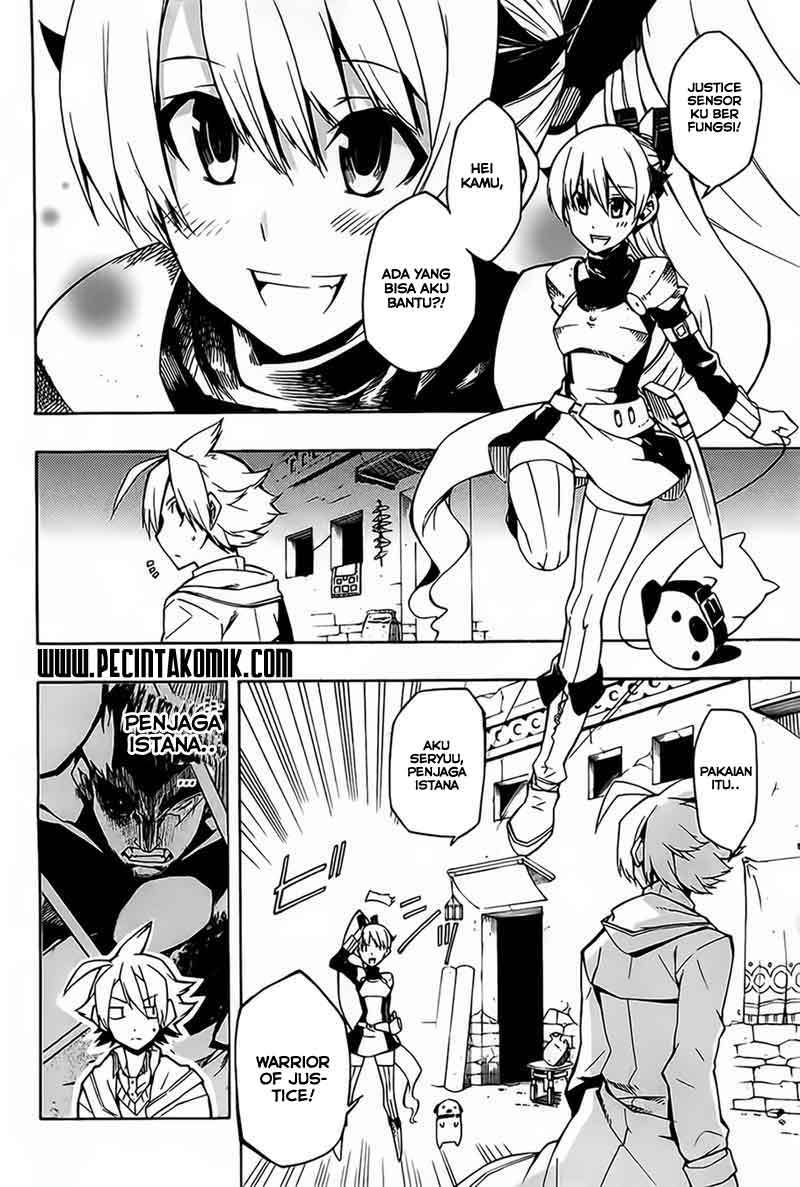 JUSTICE
SENSOR
KU BER
FUNGSI!
HEI
KAMU,
ADA YANG
BISA AKU
BANTU?!
WWW.PECINTAKOMIK.COM
PAKAIAN
ITU..
AKU
SERYUU,
PENJAGA
ISTANA
WARRIOR
OF JUS-
TICE!
PENJAGA
ISTANA..
...